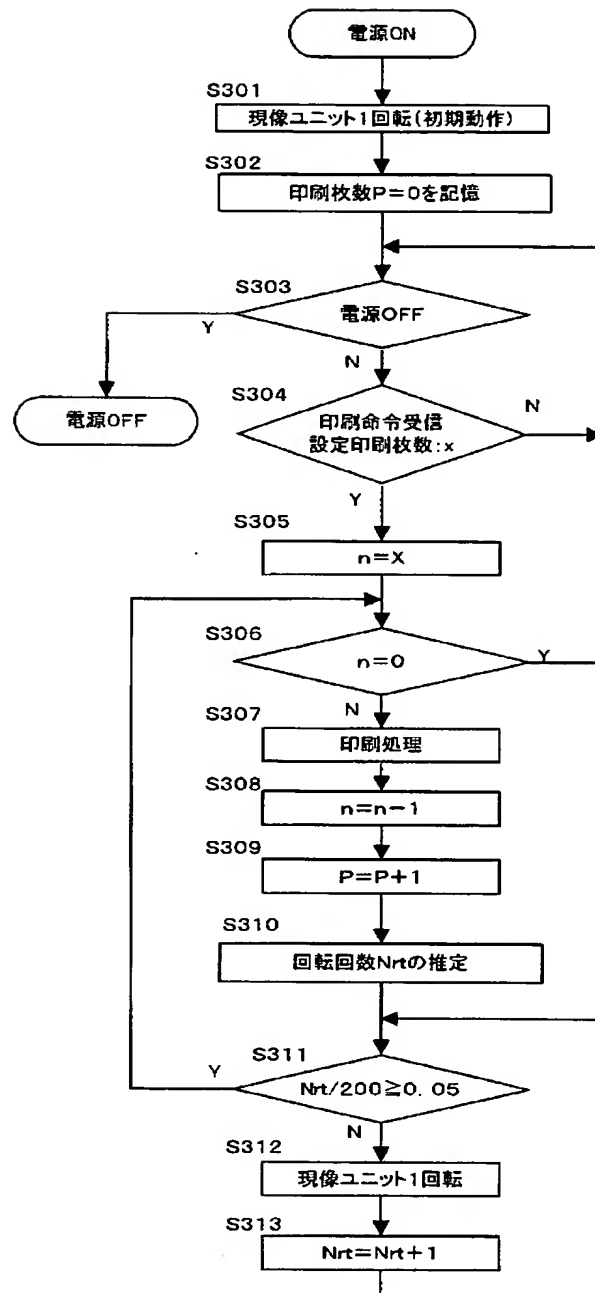 電源ON
S301
現像ユニット1回転(初期動作)
S302
印刷枚数P=0を記憶
S303
電源OFF
Y
N
電源OFF
S304
印刷命令受信
設定印刷枚数:x
N
Y
S305
n=X
S306
n=0
Y
N
S307
印刷処理
S308
n=n-1
S309
P=P+1
S310
回転回数Nrtの推定
S311
Nrt/200≧0.05
Y
N
S312
現像ユニット1回転
S313
Nrt=Nrt+1